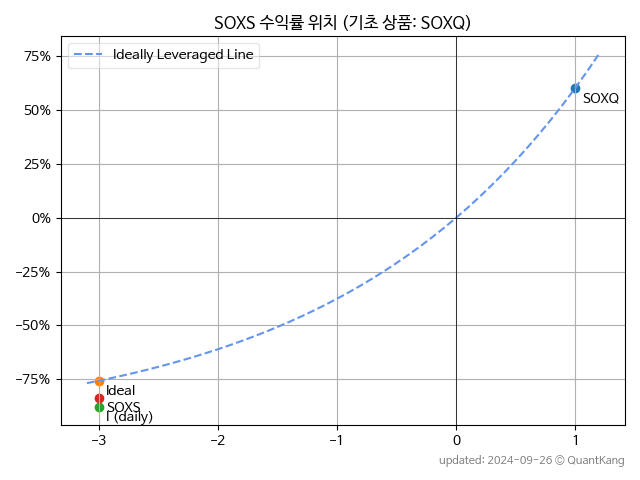 SOXS 수익률 위치 (기초 상품: SOXQ)
Ideally Leveraged Line
75%
50%
25%
0%
−25%
−50%
−75%
SOXQ
Ideal
SOXS
I (daily)
−3
−2
−1
0
1
updated: 2024-09-26 © QuantKang